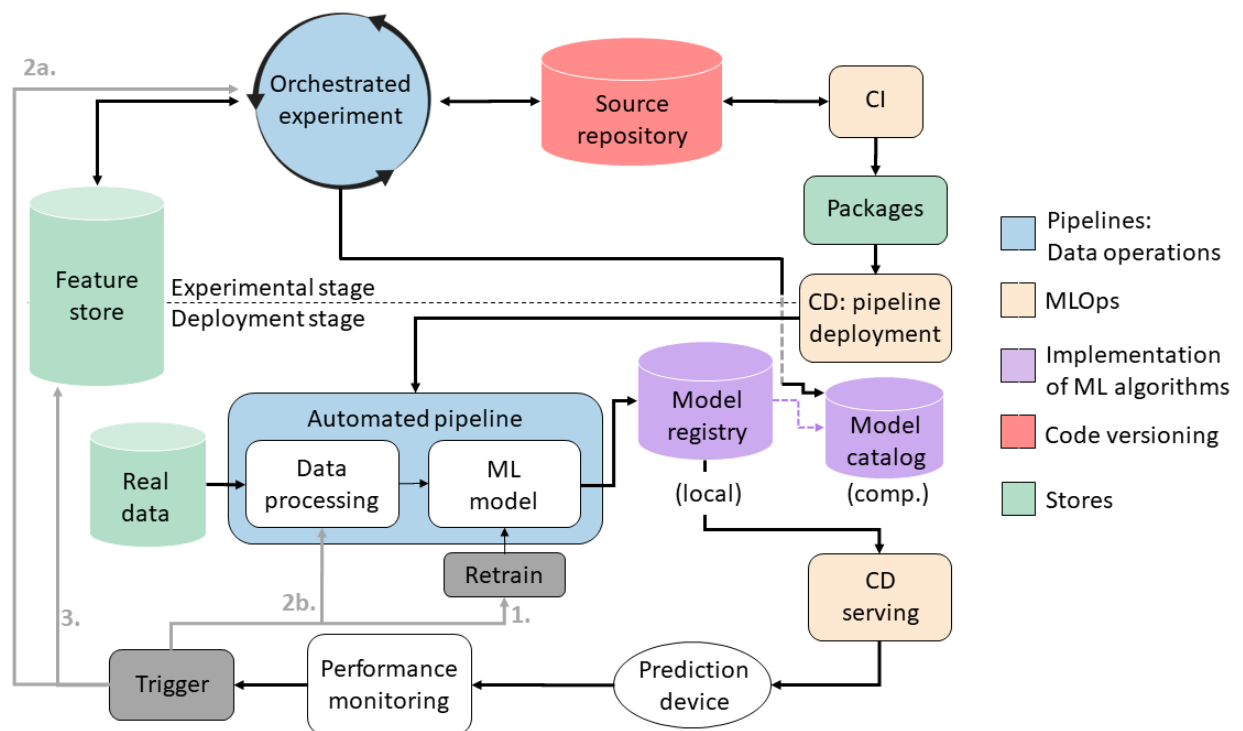 2a.
Orchestrated
experiment
Source
repository
CI
Packages
Feature
store
Experimental stage
Deployment stage
CD: pipeline
deployment
Pipelines:
Data operations
MLOps
Implementation
of ML algorithms
Code versioning
Stores
Automated pipeline
Real
data
Data
processing
ML
model
Model
registry
(local)
Model
catalog
(comp.)
Retrain
CD
serving
3.
2b.
1.
Trigger
Performance
monitoring
Prediction
device